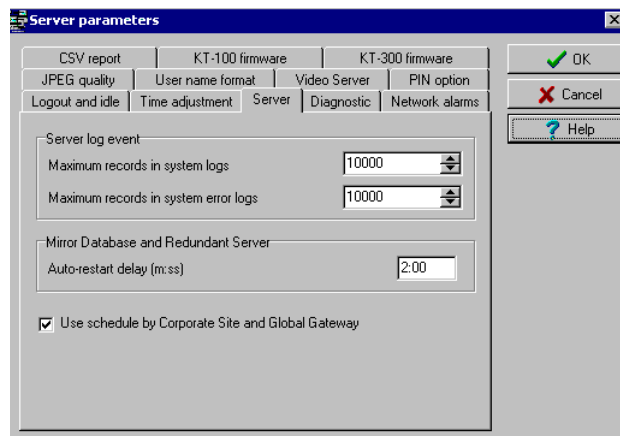 Server parameters
CSV report KT-100 firmware KT-300 firmware
JPEG quality User name format Video Server PIN option
Logout and idle Time adjustment Server Diagnostic Network alarms
OK
Cancel
Help
Server log event
Maximum records in system logs 10000
Maximum records in system error logs 10000
Mirror Database and Redundant Server
Auto-restart delay (m:ss) 2:00
Use schedule by Corporate Site and Global Gateway